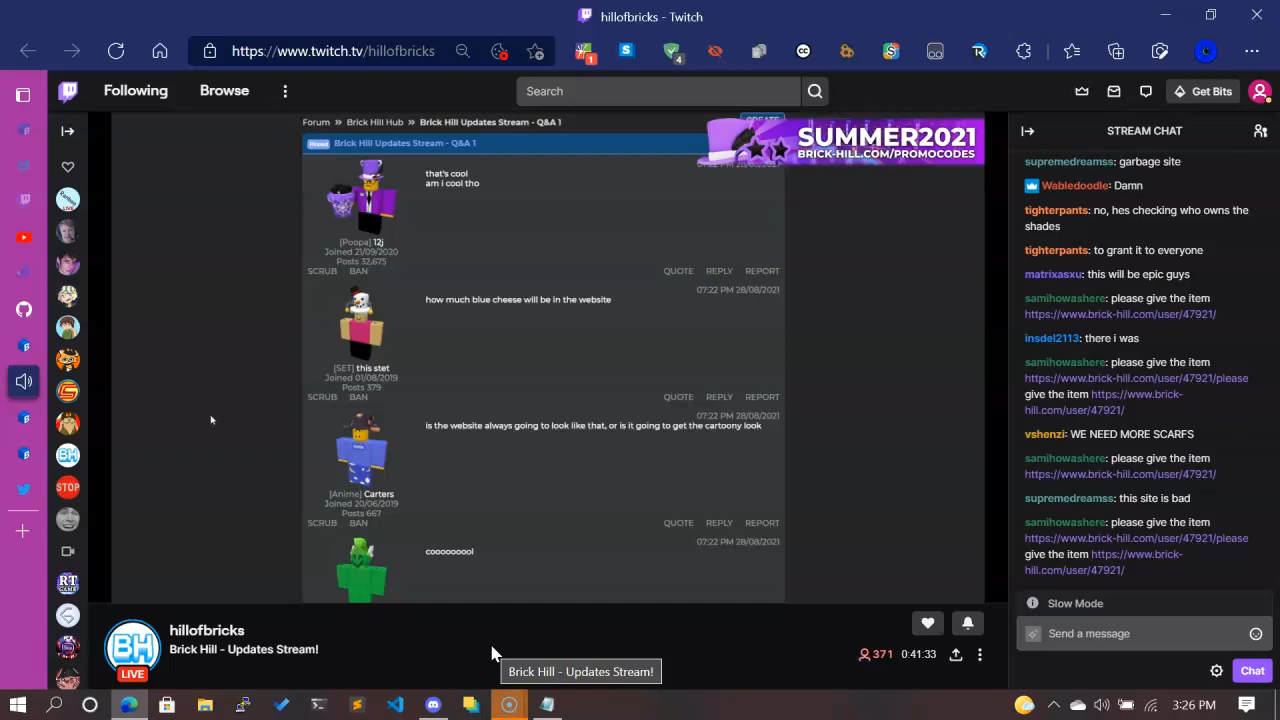 hillofbricks - Twitch
https://www.twitch.tv/hillofbricks
1
4
CC
Following
Browse
Search
Get Bits
Forum » Brick Hill Hub » Brick Hill Updates Stream - Q&A 1
CREATE
Pinned Brick Hill Updates Stream - Q&A 1
SUMMER2021
BRICK-HILL.COM/PROMOCODES
that's cool
am i cool tho
[Poopa] 12j
Joined 21/09/2020
Posts 32,675
SCRUB BAN
QUOTE REPLY REPORT
07:22 PM 28/08/2021
how much blue cheese will be in the website
[SET] this stet
Joined 01/08/2019
Posts 379
SCRUB BAN
QUOTE REPLY REPORT
07:22 PM 28/08/2021
is the website always going to look like that, or is it going to get the cartoony look
[Anime] Carters
Joined 20/06/2019
Posts 667
SCRUB BAN
QUOTE REPLY REPORT
07:22 PM 28/08/2021
cooooooool
STREAM CHAT
supremedreamss: garbage site
Wabledoodle: Damn
tighterpants: no, hes checking who owns the
shades
tighterpants: to grant it to everyone
matrixasxu: this will be epic guys
samihowashere: please give the item
https://www.brick-hill.com/user/47921/
insdel2113: there i was
samihowashere: please give the item
https://www.brick-hill.com/user/47921/please
give the item https://www.brick-
hill.com/user/47921/
vshenzi: WE NEED MORE SCARFS
samihowashere: please give the item
https://www.brick-hill.com/user/47921/
supremedreamss: this site is bad
samihowashere: please give the item
https://www.brick-hill.com/user/47921/please
give the item https://www.brick-
hill.com/user/47921/
Slow Mode
Send a message
Chat
LIVE
BH
STOP
RT
GAME
BH
LIVE
hillofbricks
Brick Hill - Updates Stream!
371 0:41:33
Brick Hill - Updates Stream!
3:26 PM